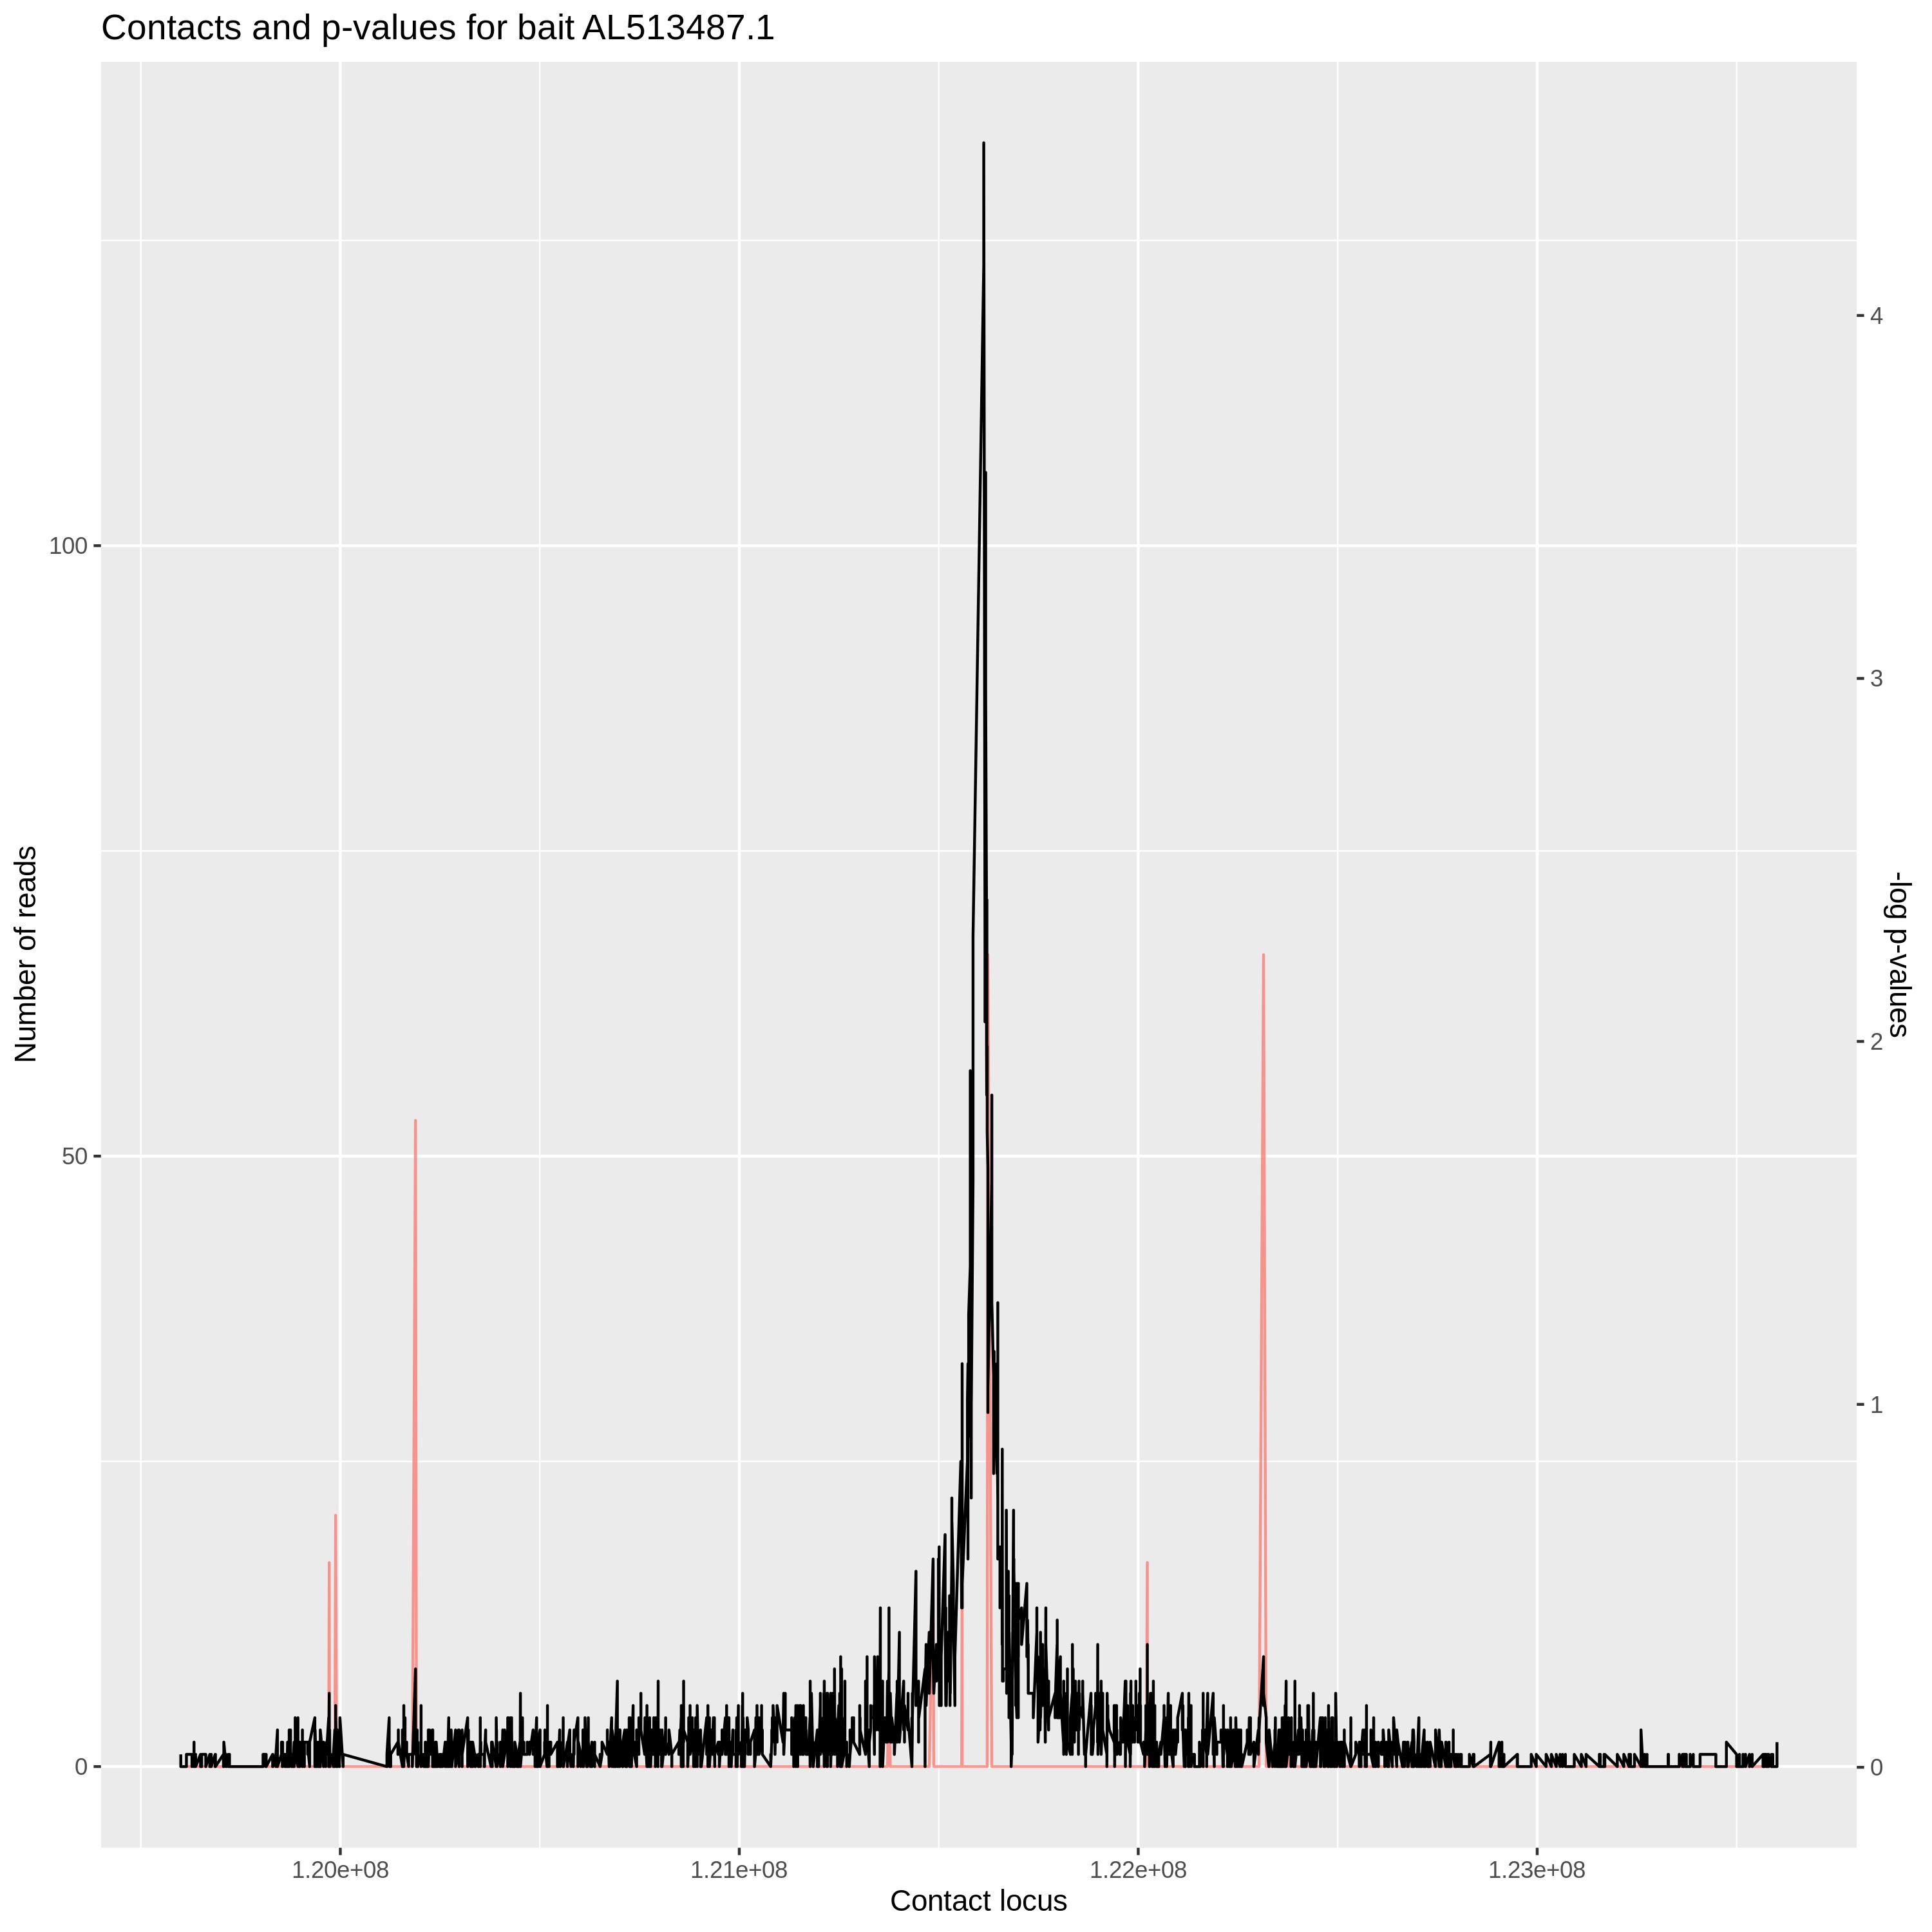 Contacts and p-values for bait AL513487.1
100
50
0
Number of reads
4
3
2
1
0
-log p-values
1.20e+08
1.21e+08
1.22e+08
1.23e+08
Contact locus